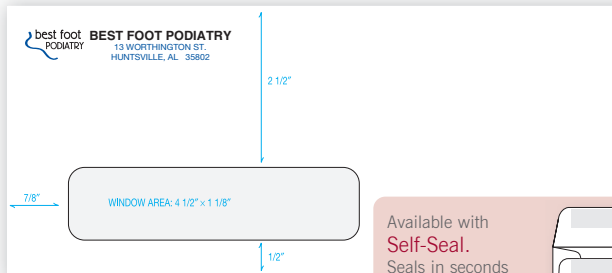 best foot
PODIATRY
BEST FOOT PODIATRY
13 WORTHINGTON ST.
HUNTSVILLE, AL 35802
2 1/2"
7/8"
WINDOW AREA: 4 1/2" × 1 1/8"
1/2"
Available with
Self-Seal.
Seals in seconds